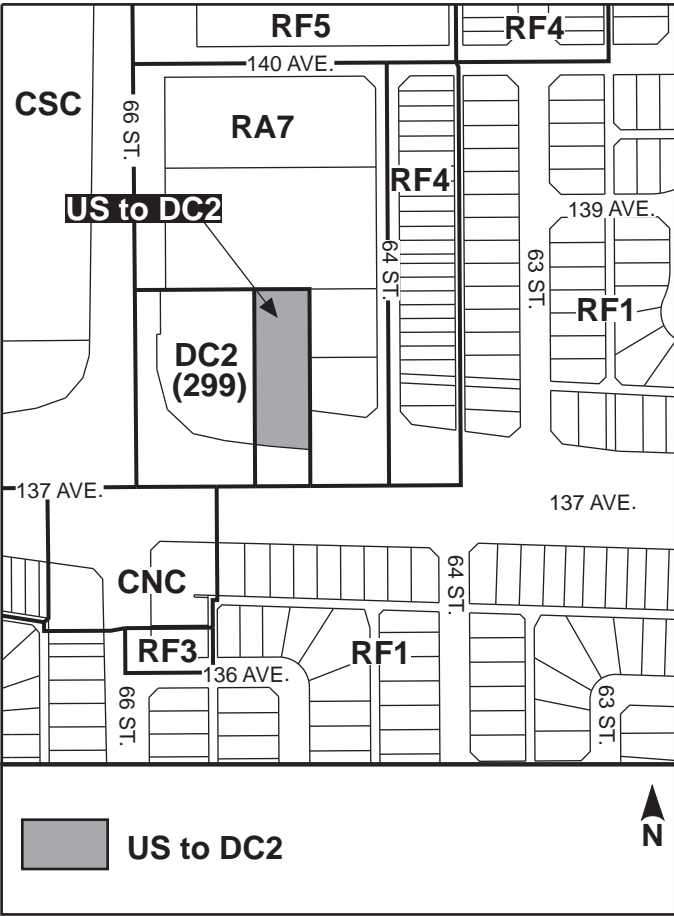 RF5
RF4
140 AVE.
CSC
66 ST.
RA7
RF4
US to DC2
139 AVE.
64 ST.
63 ST.
RF1
DC2
(299)
137 AVE.
137 AVE.
CNC
64 ST.
RF3
RF1
136 AVE.
66 ST.
63 ST.
US to DC2
N